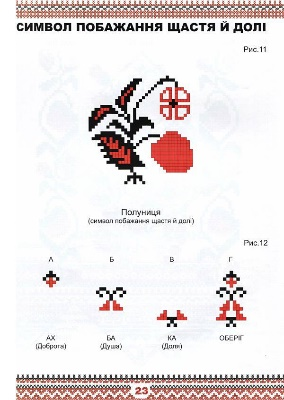 СИМВОЛ ПОБАЖАННЯ ЩАСТЯ Й ДОЛІ
Рис.11
Полуниця
(символ побажання щастя й долі)
Рис.12
А Б В Г
АХ БА КА ОБЕРІГ
(Доброта) (Душа) (Доля)
23